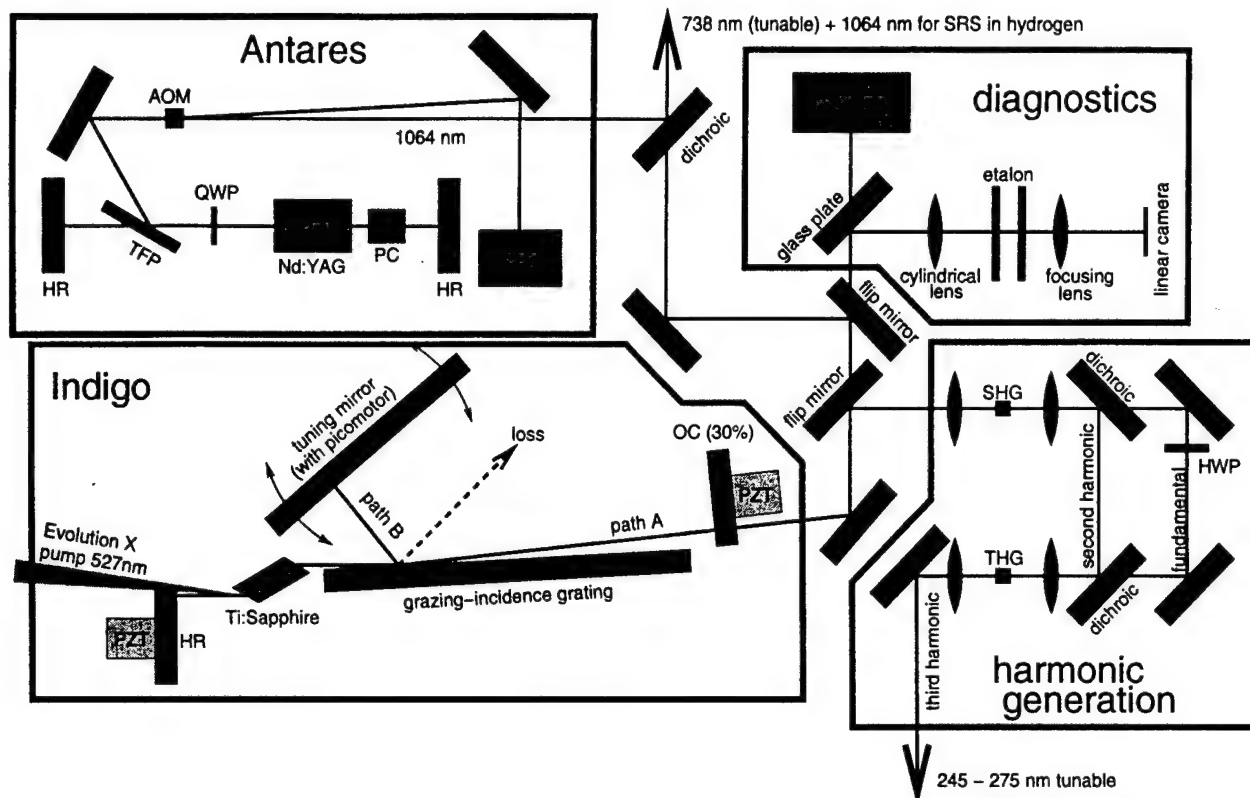 738 nm (tunable) + 1064 nm for SRS in hydrogen
Antares
AOM
1064 nm
dichroic
QWP
TFP
HR
Nd:YAG
PC
HR
diagnostics
etalon
glass plate
cylindrical
lens
focusing
lens
linear camera
flip mirror
flip mirror
Indigo
tuning mirror
(with picomotor)
loss
path B
path A
OC (30%)
PZT
Evolution X
pump 527nm
Ti:Sapphire
grazing–incidence grating
PZT
HR
SHG
dichroic
HWP
second harmonic
fundamental
THG
dichroic
third harmonic
harmonic
generation
245 – 275 nm tunable